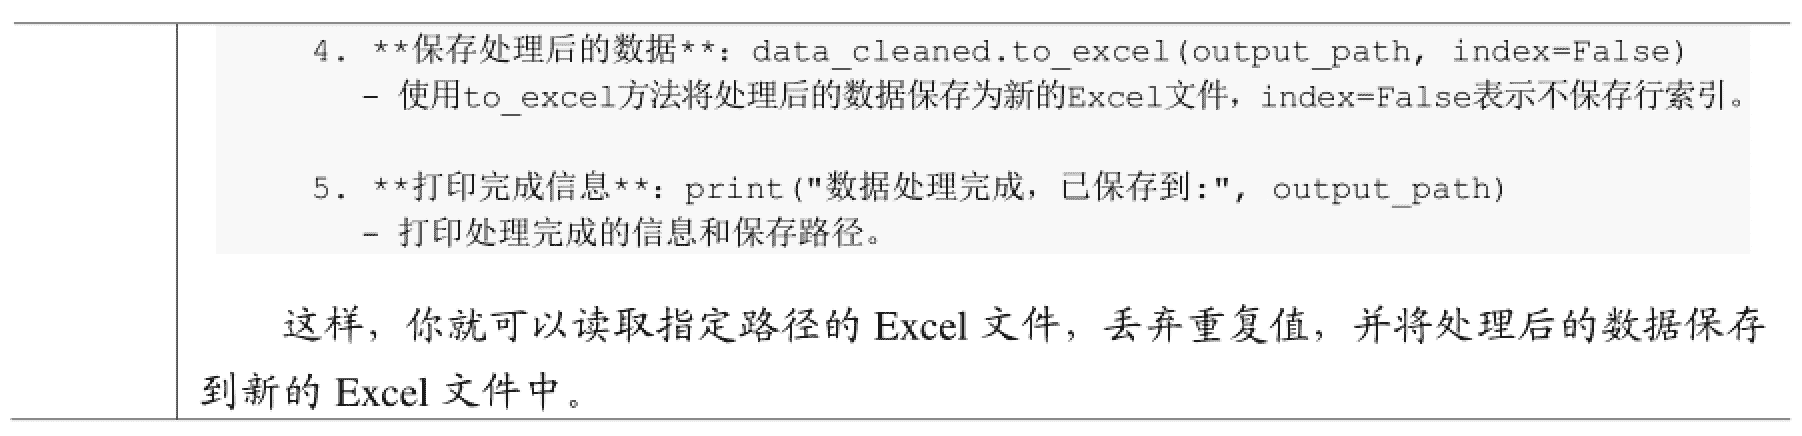 4. **保存处理后的数据**：data_cleaned.to_excel(output_path, index=False)
- 使用to_excel方法将处理后的数据保存为新的Excel文件，index=False表示不保存行索引。
5. **打印完成信息**：print("数据处理完成，已保存到:", output_path)
- 打印处理完成的信息和保存路径。
这样，你就可以读取指定路径的 Excel 文件，丢弃重复值，并将处理后的数据保存
到新的 Excel 文件中。